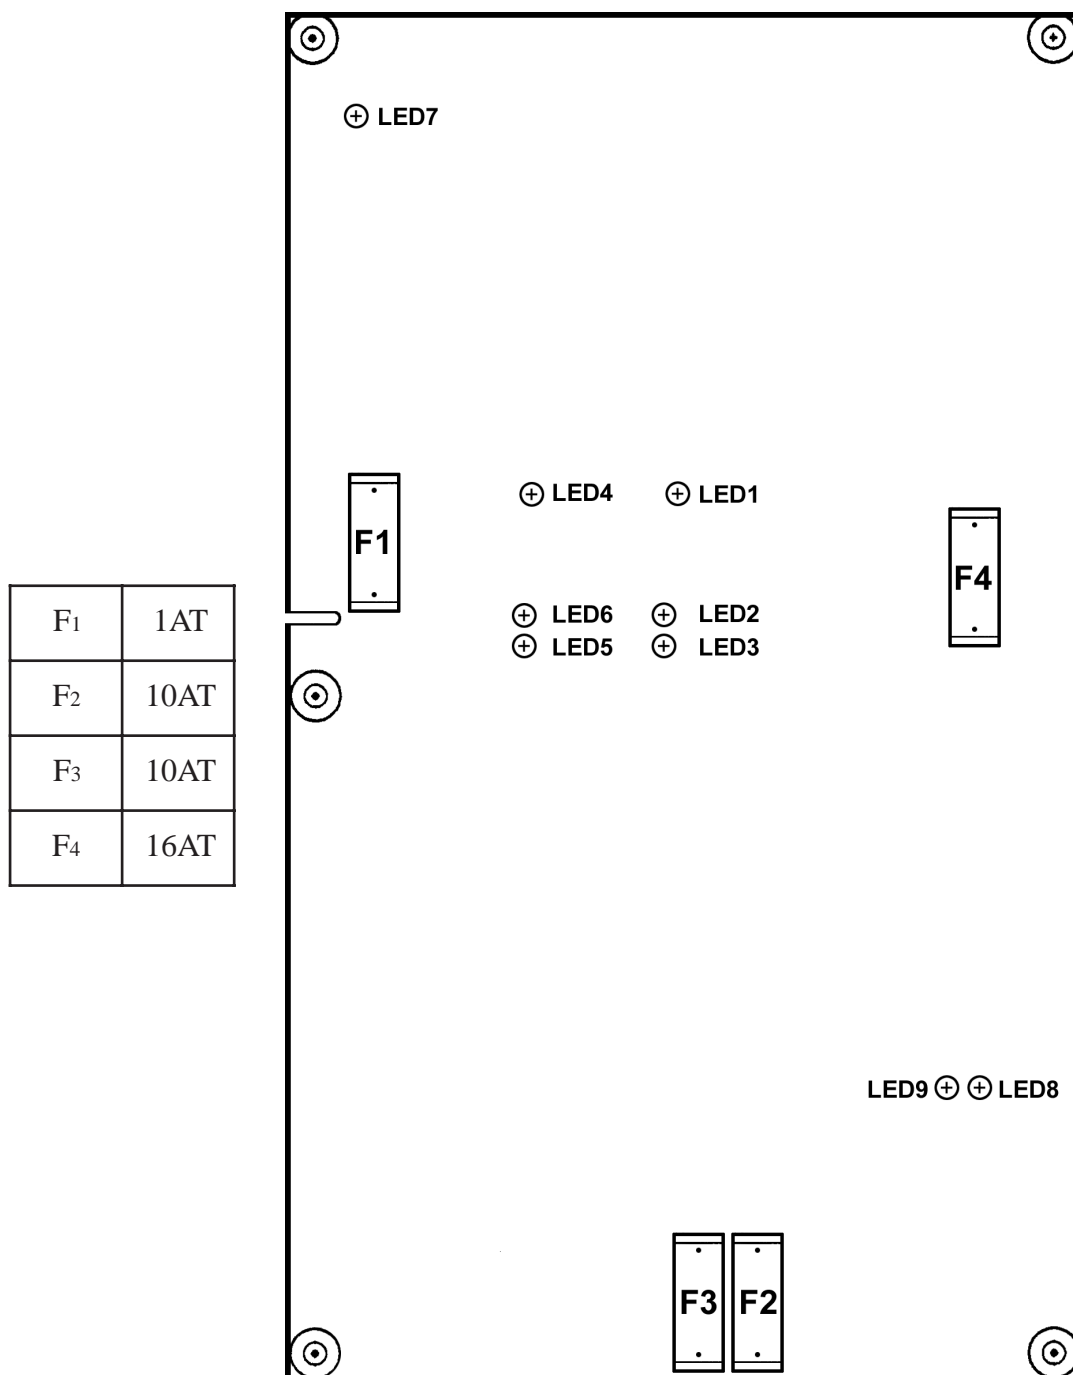 LED7
LED4 LED1
F1
F4
LED6 LED2
LED5 LED3
F1 1AT
F2 10AT
F3 10AT
F4 16AT
LED9 LED8
F3 F2